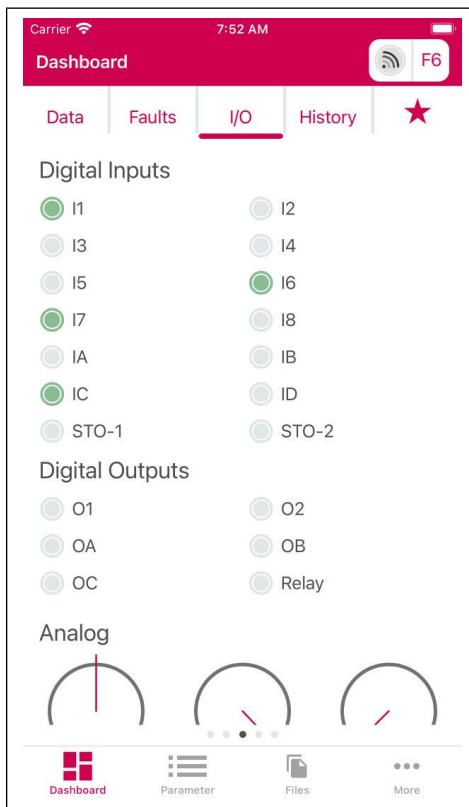 Carrier 7:52 AM
Dashboard F6
Data Faults I/O History
Digital Inputs
I1 I2
I3 I4
I5 I6
I7 I8
IA IB
IC ID
STO-1 STO-2
Digital Outputs
O1 O2
OA OB
OC Relay
Analog
Dashboard Parameter Files More